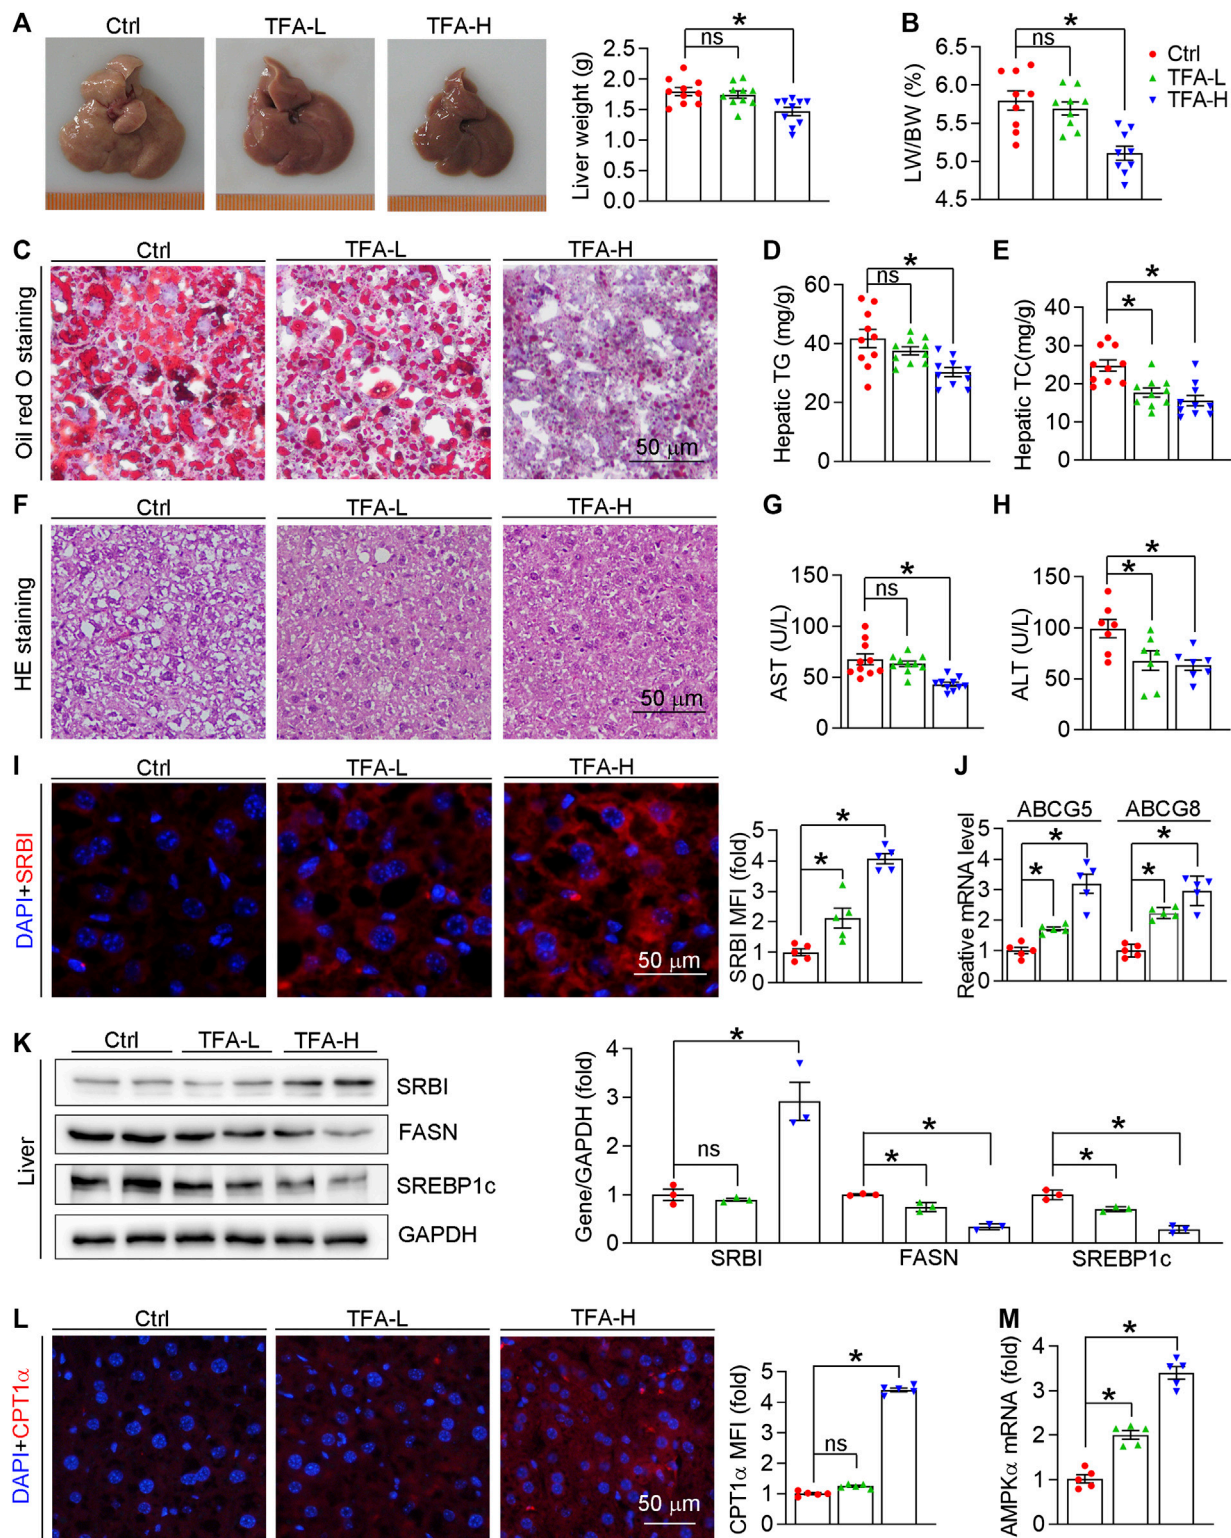 A
Ctrl
TFA-L
TFA-H
Liver weight (g)
2.5
2.0
1.5
1.0
0.5
0.0
ns
*
B
LW/BW (%)
6.5
6.0
5.5
5.0
4.5
ns
*
Ctrl
TFA-L
TFA-H
C
Oil red O staining
Ctrl
TFA-L
TFA-H
50 μm
D
Hepatic TG (mg/g)
60
40
20
0
ns
*
E
Hepatic TC(mg/g)
40
30
20
10
0
*
*
F
HE staining
Ctrl
TFA-L
TFA-H
50 μm
G
AST (U/L)
150
100
50
0
ns
*
H
ALT (U/L)
150
100
50
0
*
*
I
DAPI+SRBI
Ctrl
TFA-L
TFA-H
50 μm
SRBI MFI (fold)
5
4
3
2
1
0
*
*
J
Reative mRNA level
ABCG5
ABCG8
5
4
3
2
1
0
*
*
*
*
K
Liver
Ctrl
TFA-L
TFA-H
SRBI
FASN
SREBP1c
GAPDH
Gene/GAPDH (fold)
4
3
2
1
0
ns
*
*
*
*
*
SRBI
FASN
SREBP1c
L
DAPI+CPT1α
Ctrl
TFA-L
TFA-H
50 μm
CPT1α MFI (fold)
5
4
3
2
1
0
ns
*
M
AMPKα mRNA (fold)
4
2
1
0
*
*